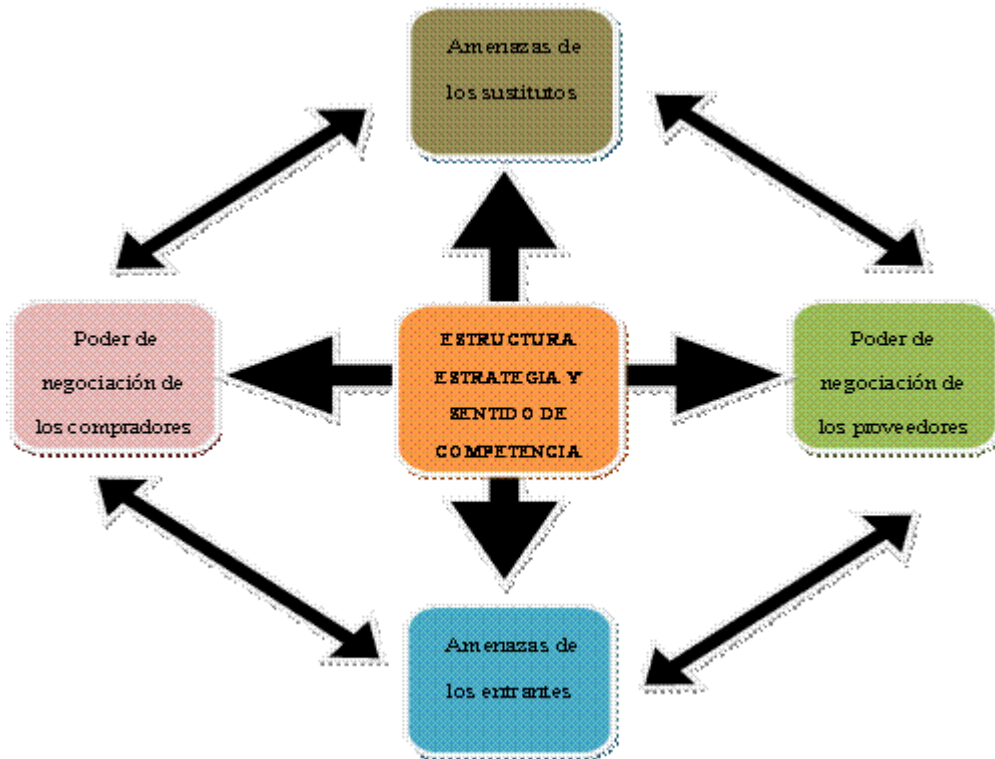 Amenazas de
los sustitutos
Poder de
negociación de
los compradores
ESTRUCTURA
ESTRATEGIA Y
SENTIDO DE
COMPETENCIA
Poder de
negociación de
los proveedores
Amenazas de
los entrantes